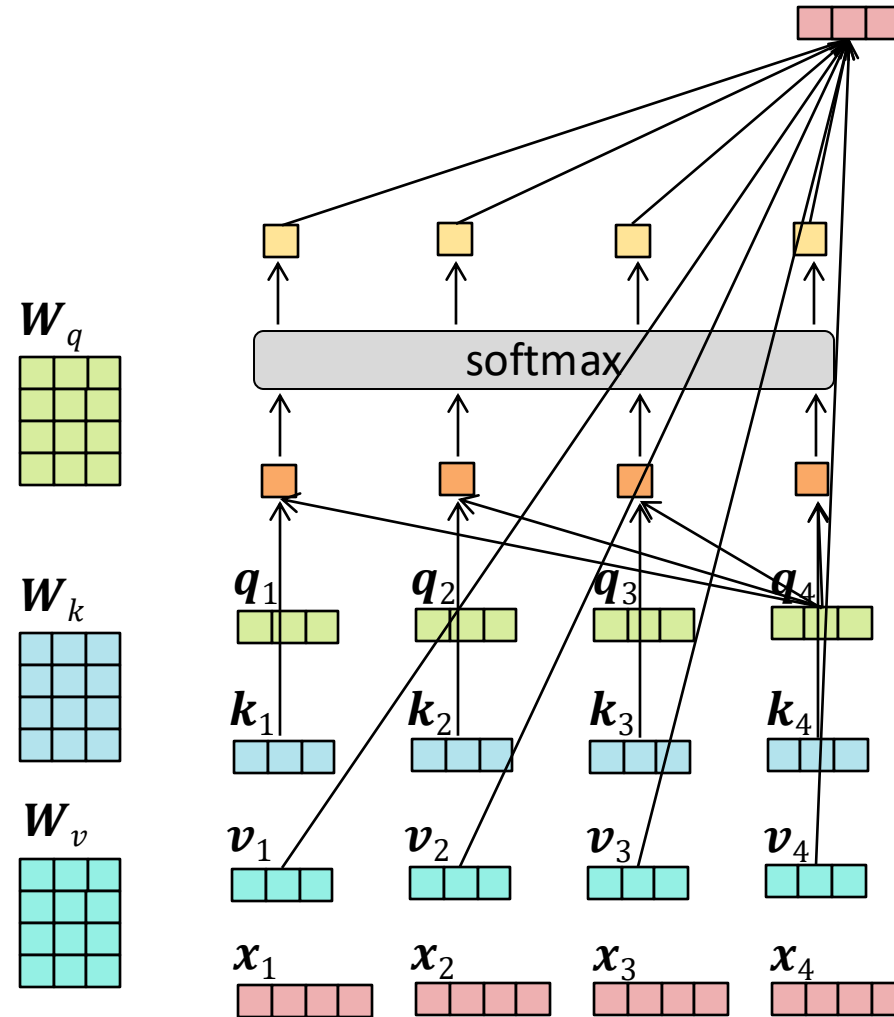 W_q
softmax
W_k
q_1 q_2 q_3 q_4
k_1 k_2 k_3 k_4
W_v
v_1 v_2 v_3 v_4
x_1 x_2 x_3 x_4